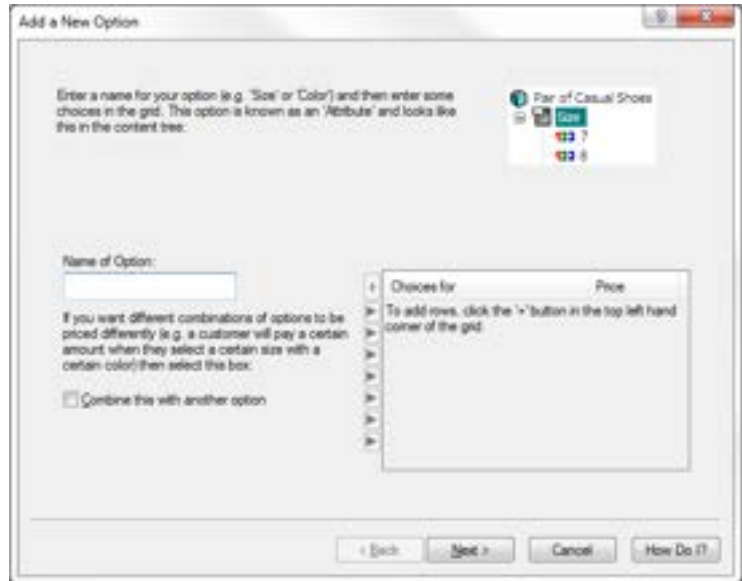 Add a New Option
Enter a name for your option (e.g. 'Size' or 'Color') and then enter some
choices in the grid. This option is known as an 'Attribute' and looks like
this in the content tree:
Pair of Casual Shoes
Size
7
8
Name of Option:
If you want different combinations of options to be
priced differently (e.g. a customer will pay a certain
amount when they select a certain size with a
certain color) then select this box:
Combine this with another option
+ Choices for Price
To add rows, click the '+' button in the top left hand
corner of the grid
< Back Next > Cancel How Do I?